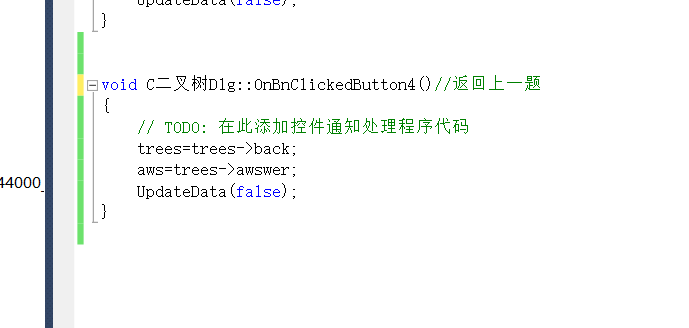 UpdateData(false);
}
void C二叉树Dlg::OnBnClickedButton4()//返回上一题
{
// TODO: 在此添加控件通知处理程序代码
trees=trees->back;
44000
aws=trees->awswer;
UpdateData(false);
}